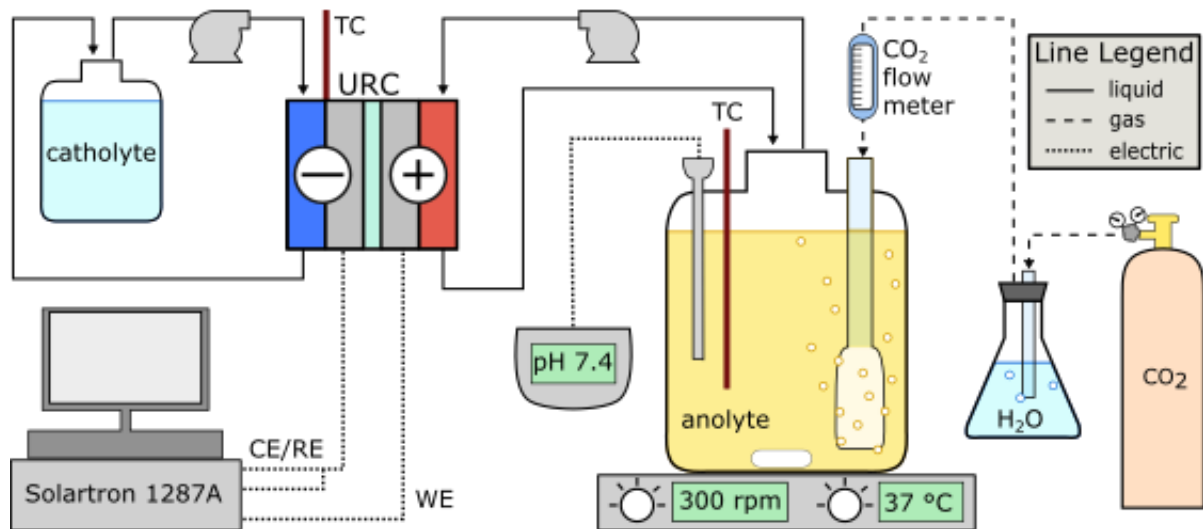 TC
URC
catholyte
−
+
CO₂
flow
meter
Line Legend
liquid
gas
electric
TC
pH 7.4
anolyte
H₂O
CO₂
CE/RE
Solartron 1287A
WE
300 rpm
37 °C